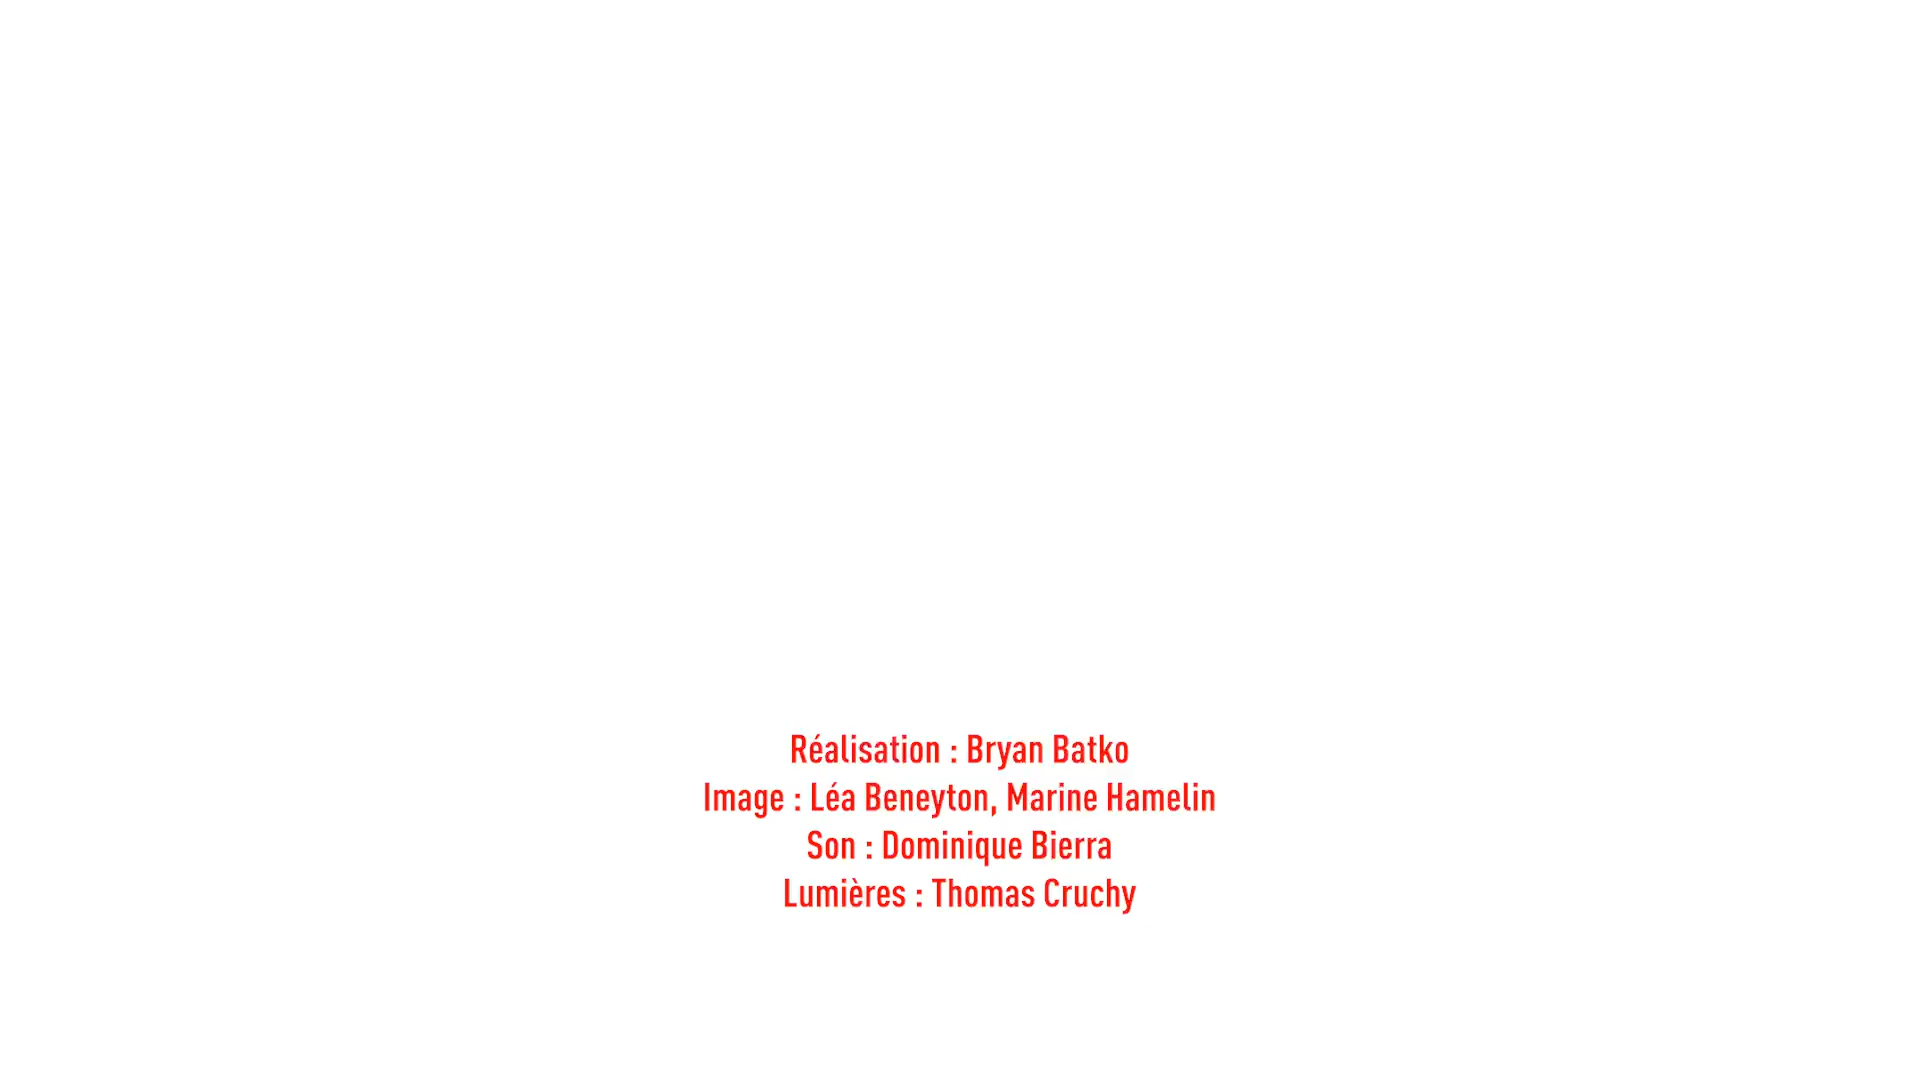 Réalisation : Bryan Batko
Image : Léa Beneyton, Marine Hamelin
Son : Dominique Bierra
Lumières : Thomas Cruchy